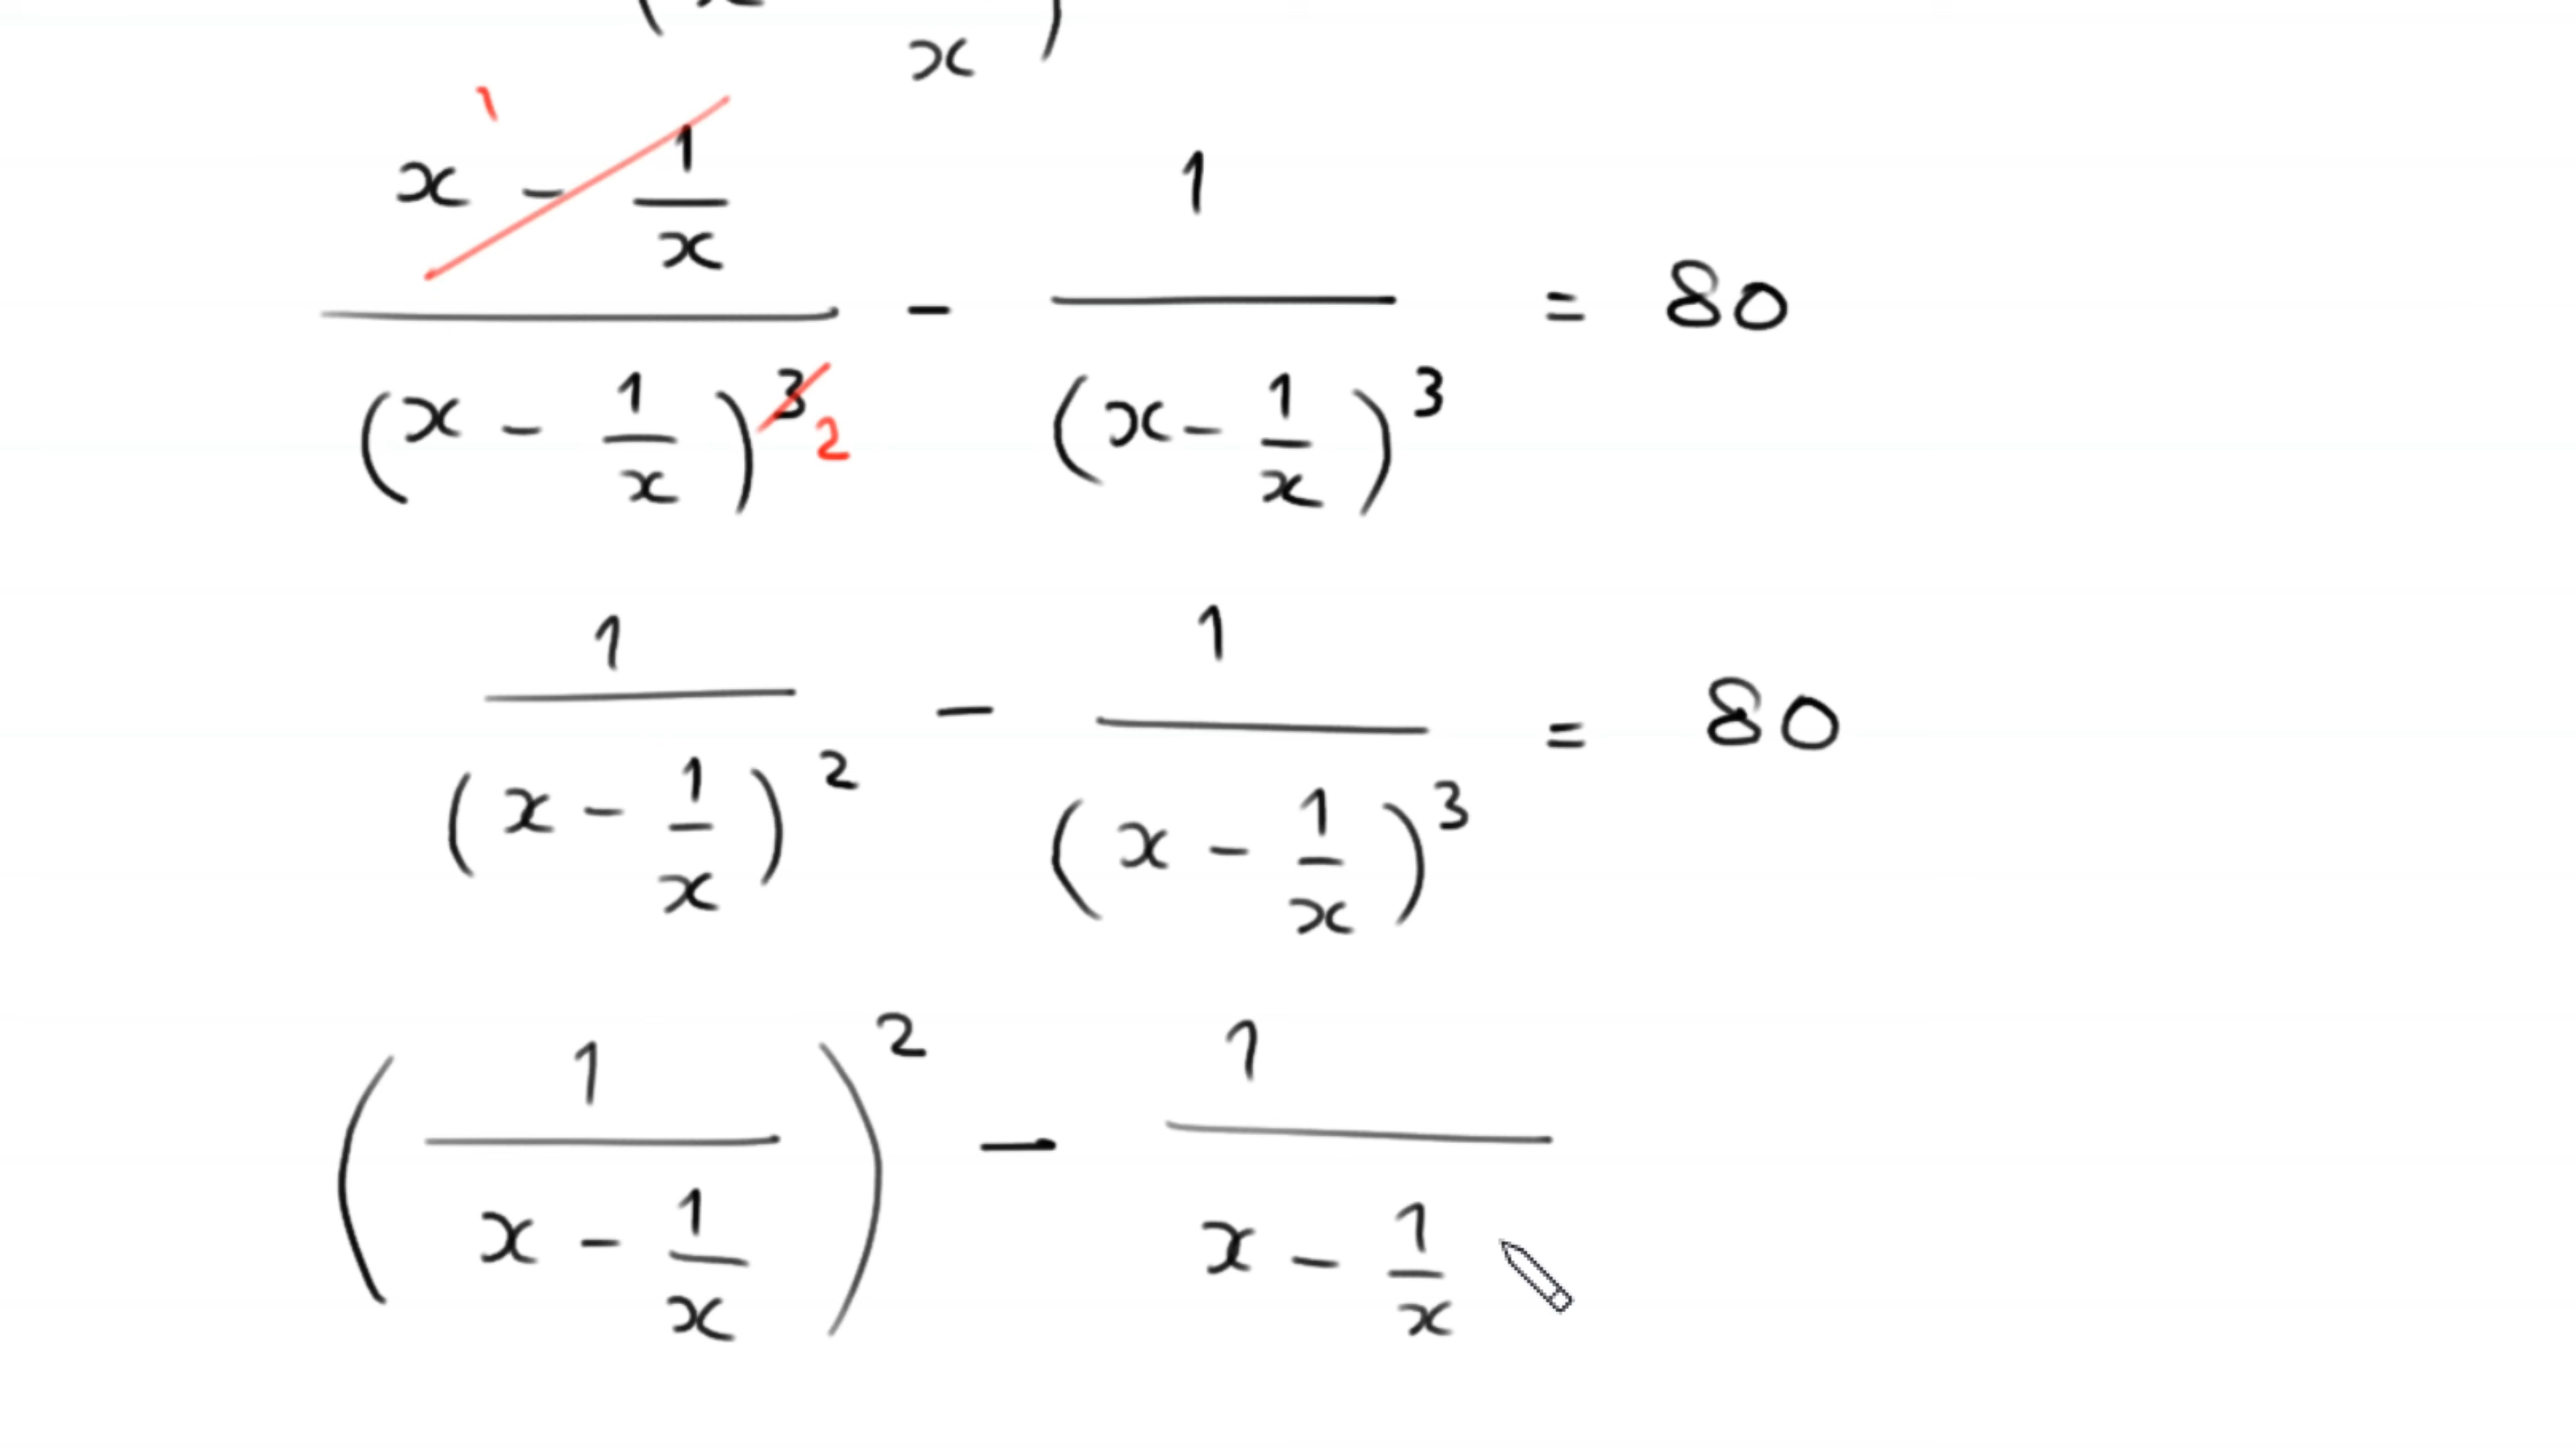 (x   x)
(x - 1/x)/(x - 1/x)^3 2 - 1/(x - 1/x)^3 = 80
1/(x - 1/x)^2 - 1/(x - 1/x)^3 = 80
(1/(x - 1/x))^2 - 1/(x - 1/x)